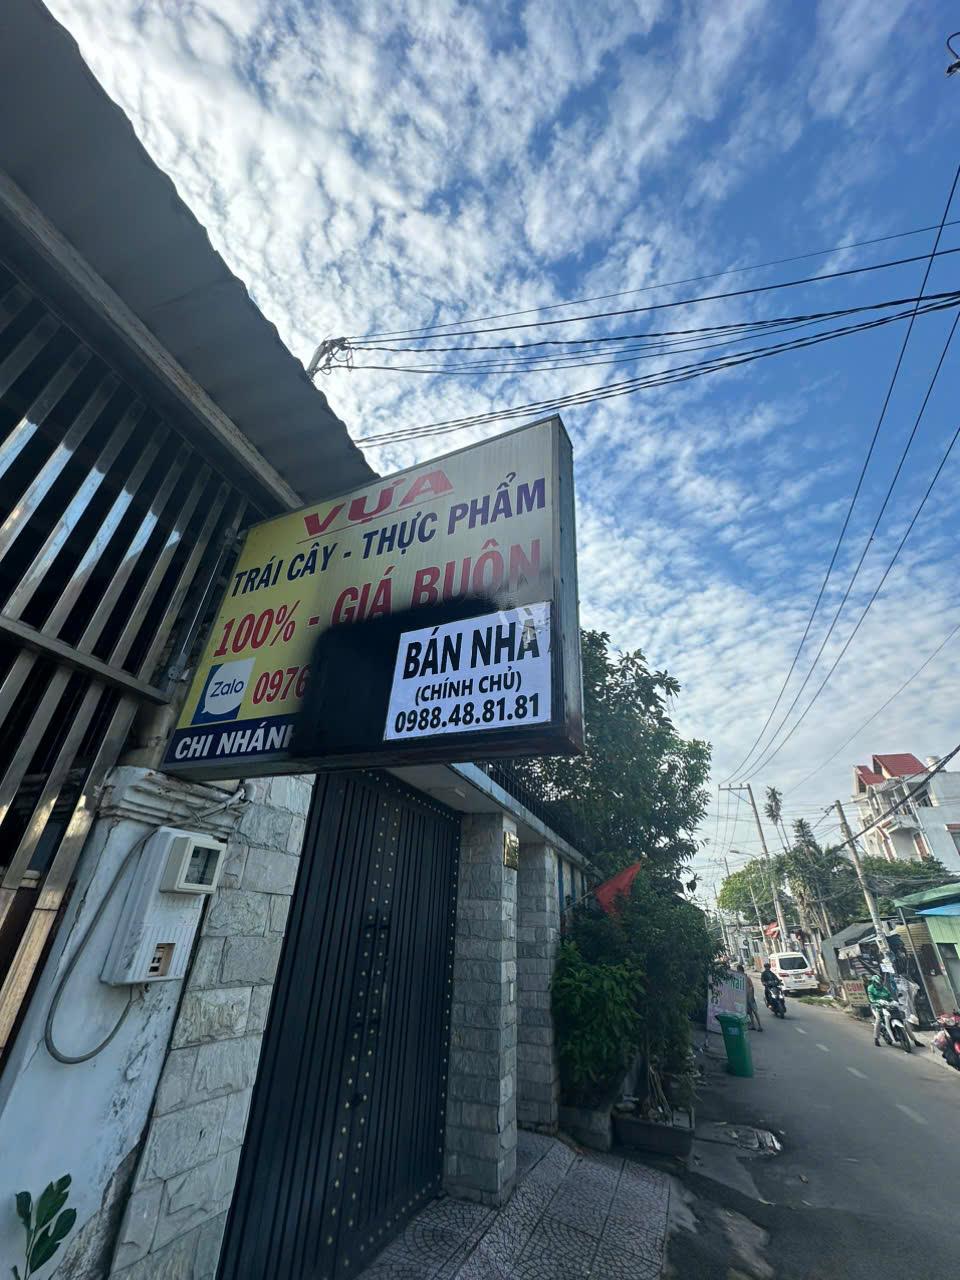 VỰA
TRÁI CÂY - THỰC PHẨM
100% - GIÁ BUÔN
Zalo 0976
CHI NHÁNH
BÁN NHÀ
(CHÍNH CHỦ)
0988.48.81.81